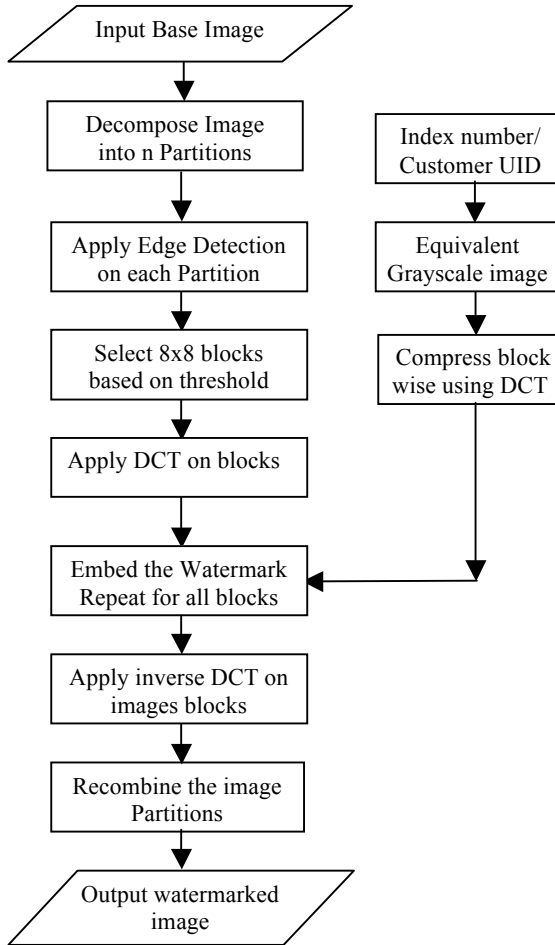 Input Base Image
Decompose Image
into n Partitions
Apply Edge Detection
on each Partition
Select 8x8 blocks
based on threshold
Apply DCT on blocks
Embed the Watermark
Repeat for all blocks
Apply inverse DCT on
images blocks
Recombine the image
Partitions
Output watermarked
image
Index number/
Customer UID
Equivalent
Grayscale image
Compress block
wise using DCT